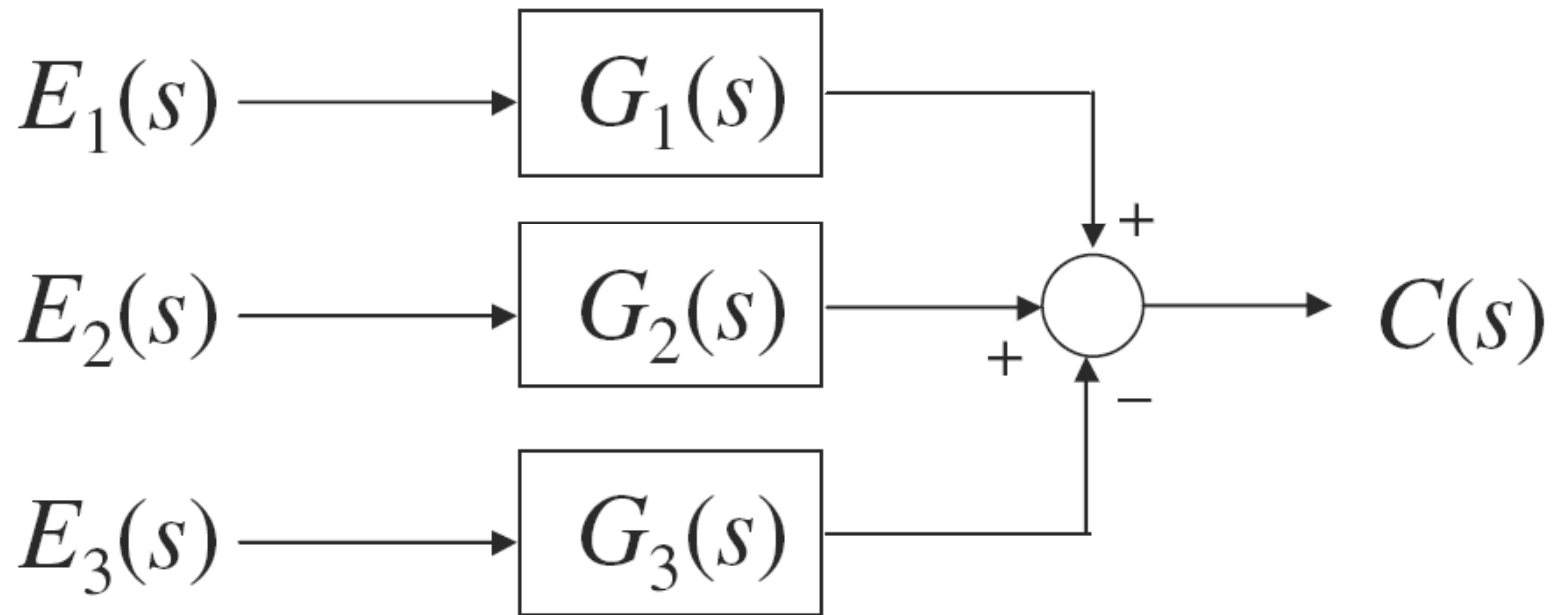 E₁(s) G₁(s)
+
E₂(s) G₂(s) C(s)
+
−
E₃(s) G₃(s)